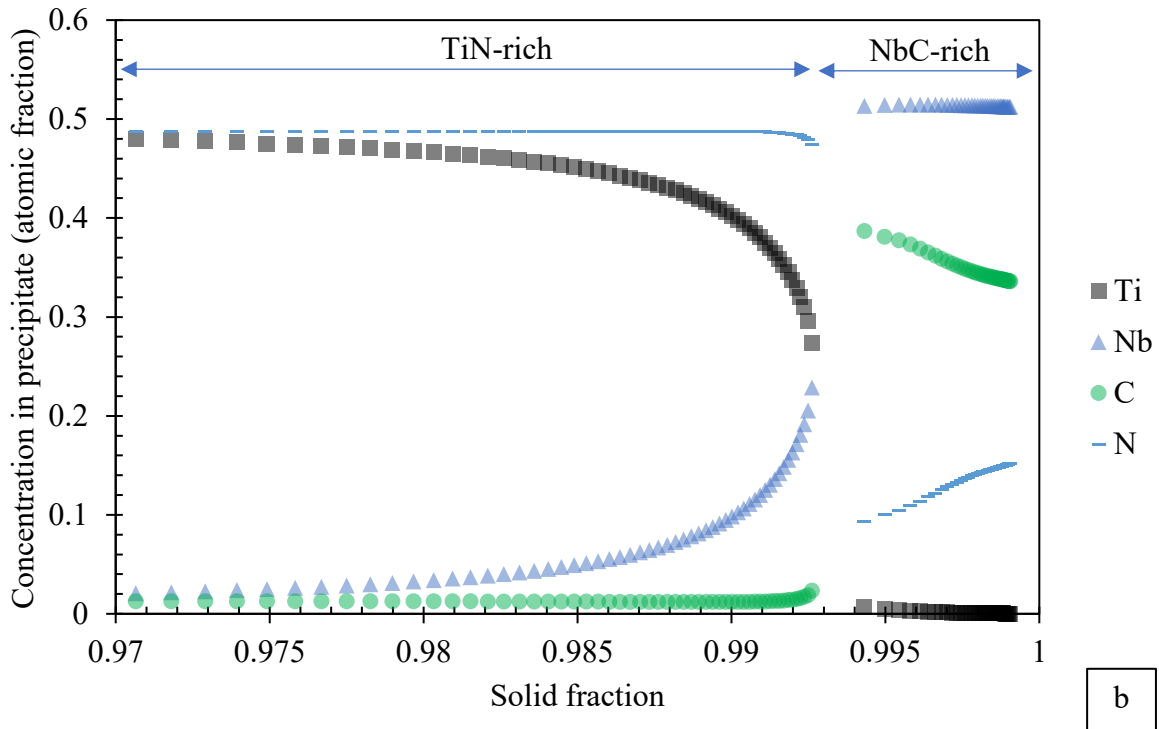 0.6
0.5
0.4
0.3
0.2
0.1
0
Concentration in precipitate (atomic fraction)
TiN-rich
NbC-rich
Ti
Nb
C
N
0.97
0.975
0.98
0.985
0.99
0.995
1
Solid fraction
b